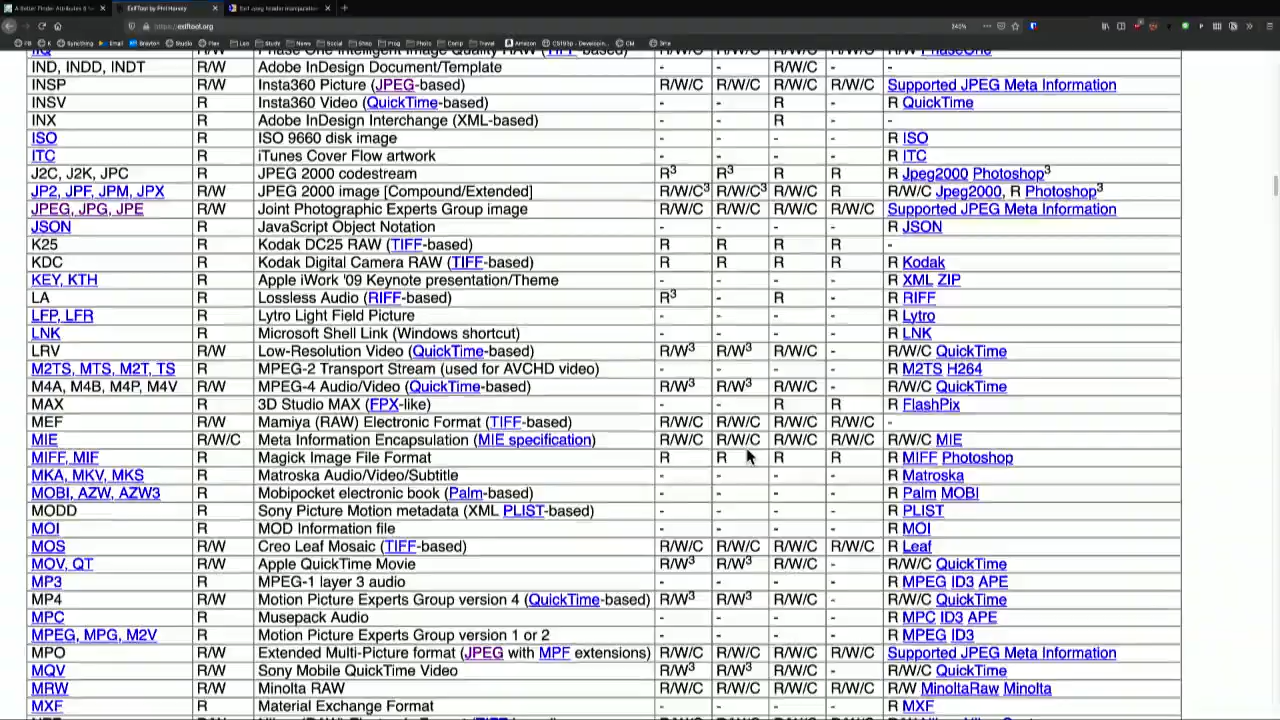 A Better Finder Attributes 6
ExifTool by Phil Harvey
Exif Jpeg header manipulation
https://exiftool.org
240%
IND, INDD, INDT R/W Adobe InDesign Document/Template - - R/W/C - -
INSP R/W Insta360 Picture (JPEG-based) R/W/C R/W/C R/W/C R/W/C Supported JPEG Meta Information
INSV R Insta360 Video (QuickTime-based) - - R - R QuickTime
INX R Adobe InDesign Interchange (XML-based) - - R - -
ISO R ISO 9660 disk image - - - - R ISO
ITC R iTunes Cover Flow artwork - - - - R ITC
J2C, J2K, JPC R JPEG 2000 codestream R³ R³ R R R Jpeg2000 Photoshop³
JP2, JPF, JPM, JPX R/W JPEG 2000 image [Compound/Extended] R/W/C³ R/W/C³ R/W/C R R/W/C Jpeg2000, R Photoshop³
JPEG, JPG, JPE R/W Joint Photographic Experts Group image R/W/C R/W/C R/W/C R/W/C Supported JPEG Meta Information
JSON R JavaScript Object Notation - - - - R JSON
K25 R Kodak DC25 RAW (TIFF-based) R R R R -
KDC R Kodak Digital Camera RAW (TIFF-based) R R R R R Kodak
KEY, KTH R Apple iWork '09 Keynote presentation/Theme - - - - R XML ZIP
LA R Lossless Audio (RIFF-based) R³ - R - R RIFF
LFP, LFR R Lytro Light Field Picture - - - - R Lytro
LNK R Microsoft Shell Link (Windows shortcut) - - - - R LNK
LRV R/W Low-Resolution Video (QuickTime-based) R/W³ R/W³ R/W/C - R/W/C QuickTime
M2TS, MTS, M2T, TS R MPEG-2 Transport Stream (used for AVCHD video) - - - - R M2TS H264
M4A, M4B, M4P, M4V R/W MPEG-4 Audio/Video (QuickTime-based) R/W³ R/W³ R/W/C - R/W/C QuickTime
MAX R 3D Studio MAX (FPX-like) - - R R R FlashPix
MEF R/W Mamiya (RAW) Electronic Format (TIFF-based) R/W/C R/W/C R/W/C R/W/C -
MIE R/W/C Meta Information Encapsulation (MIE specification) R/W/C R/W/C R/W/C R/W/C R/W/C MIE
MIFF, MIF R Magick Image File Format R R R R R MIFF Photoshop
MKA, MKV, MKS R Matroska Audio/Video/Subtitle - - - - R Matroska
MOBI, AZW, AZW3 R Mobipocket electronic book (Palm-based) - - - - R Palm MOBI
MODD R Sony Picture Motion metadata (XML PLIST-based) - - - - R PLIST
MOI R MOD Information file - - - - R MOI
MOS R/W Creo Leaf Mosaic (TIFF-based) R/W/C R/W/C R/W/C R/W/C R Leaf
MOV, QT R/W Apple QuickTime Movie R/W³ R/W³ R/W/C - R/W/C QuickTime
MP3 R MPEG-1 layer 3 audio - - - - R MPEG ID3 APE
MP4 R/W Motion Picture Experts Group version 4 (QuickTime-based) R/W³ R/W³ R/W/C - R/W/C QuickTime
MPC R Musepack Audio - - - - R MPC ID3 APE
MPEG, MPG, M2V R Motion Picture Experts Group version 1 or 2 - - - - R MPEG ID3
MPO R/W Extended Multi-Picture format (JPEG with MPF extensions) R/W/C R/W/C R/W/C R/W/C Supported JPEG Meta Information
MQV R/W Sony Mobile QuickTime Video R/W³ R/W³ R/W/C - R/W/C QuickTime
MRW R/W Minolta RAW R/W/C R/W/C R/W/C R/W/C R/W MinoltaRaw Minolta
MXF R Material Exchange Format - - - - R MXF